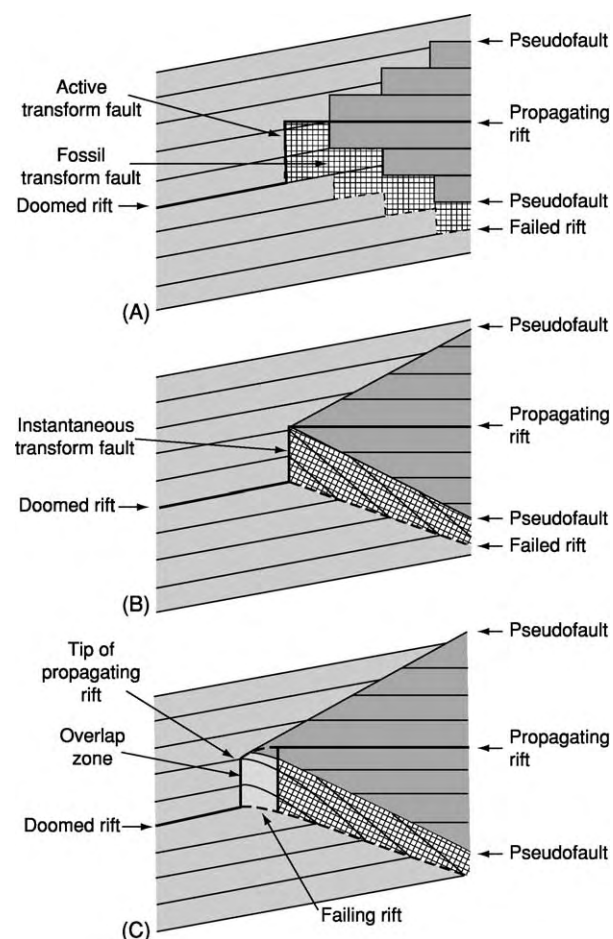 Pseudofault
Active
transform fault
Propagating
rift
Fossil
transform fault
Doomed rift
Pseudofault
Failed rift
(A)
Pseudofault
Instantaneous
transform fault
Propagating
rift
Doomed rift
Pseudofault
Failed rift
(B)
Pseudofault
Tip of
propagating
rift
Overlap
zone
Propagating
rift
Doomed rift
Pseudofault
Failing rift
(C)